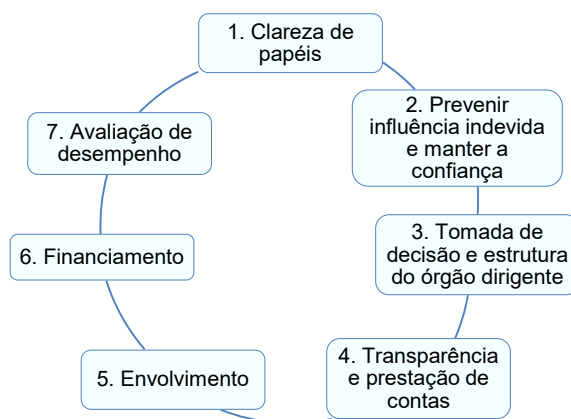 1. Clareza de
papéis
2. Prevenir
influência indevida
e manter a
confiança
3. Tomada de
decisão e estrutura
do órgão dirigente
4. Transparência
e prestação de
contas
5. Envolvimento
6. Financiamento
7. Avaliação de
desempenho